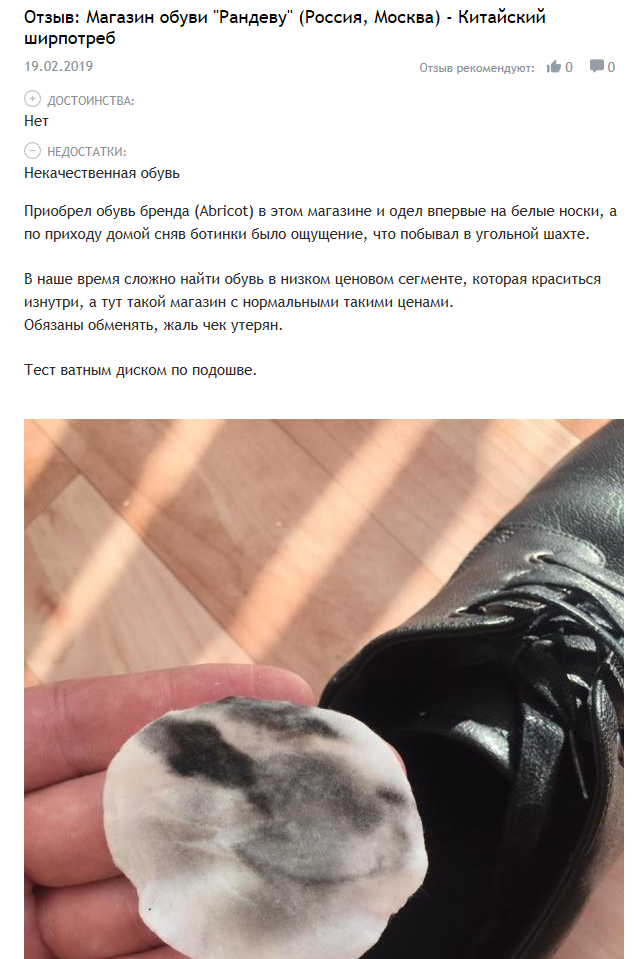 Отзыв: Магазин обуви "Рандеву" (Россия, Москва) - Китайский
ширпотреб
19.02.2019
Отзыв рекомендуют: 0 0
ДОСТОИНСТВА:
Нет
НЕДОСТАТКИ:
Некачественная обувь
Приобрел обувь бренда (Abricot) в этом магазине и одел впервые на белые носки, а
по приходу домой сняв ботинки было ощущение, что побывал в угольной шахте.
В наше время сложно найти обувь в низком ценовом сегменте, которая краситься
изнутри, а тут такой магазин с нормальными такими ценами.
Обязаны обменять, жаль чек утерян.
Тест ватным диском по подошве.